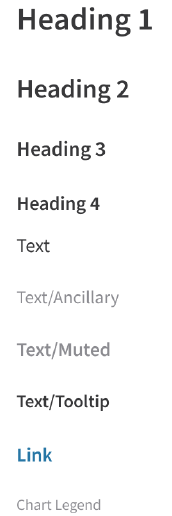 Heading 1
Heading 2
Heading 3
Heading 4
Text
Text/Ancillary
Text/Muted
Text/Tooltip
Link
Chart Legend